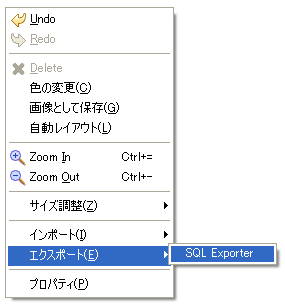 Undo
Redo
Delete
色の変更(C)
画像として保存(G)
自動レイアウト(L)
Zoom In Ctrl+=
Zoom Out Ctrl+-
サイズ調整(Z)
インポート(I)
エクスポート(E)
SQL Exporter
プロパティ(P)